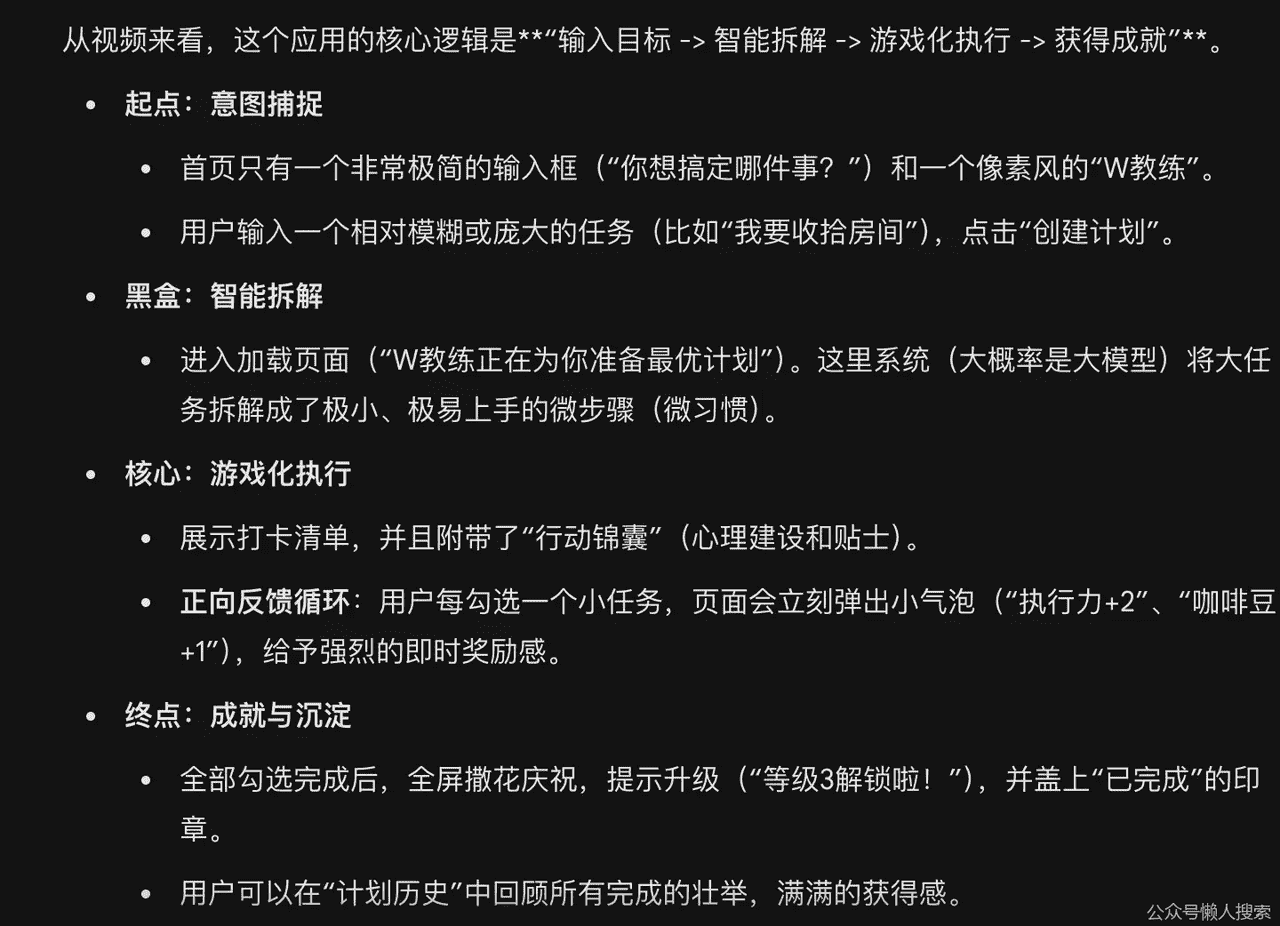 从视频来看，这个应用的核心逻辑是**“输入目标 -> 智能拆解 -> 游戏化执行 -> 获得成就”**。
• 起点：意图捕捉
• 首页只有一个非常极简的输入框（“你想搞定哪件事？”）和一个像素风的“W教练”。
• 用户输入一个相对模糊或庞大的任务（比如“我要收拾房间”），点击“创建计划”。
• 黑盒：智能拆解
• 进入加载页面（“W教练正在为你准备最优计划”）。这里系统（大概率是大模型）将大任
务拆解成了极小、极易上手的微步骤（微习惯）。
• 核心：游戏化执行
• 展示打卡清单，并且附带了“行动锦囊”（心理建设和贴士）。
• 正向反馈循环：用户每勾选一个小任务，页面会立刻弹出小气泡（“执行力+2”、“咖啡豆
+1”），给予强烈的即时奖励感。
• 终点：成就与沉淀
• 全部勾选完成后，全屏撒花庆祝，提示升级（“等级3解锁啦！”），并盖上“已完成”的印
章。
• 用户可以在“计划历史”中回顾所有完成的壮举，满满的获得感。
公众号懒人搜索